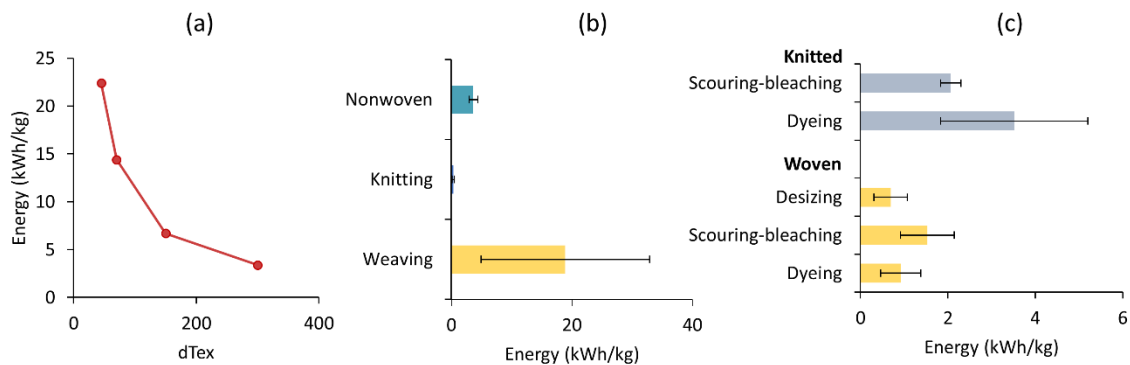 (a)
Energy (kWh/kg)
25
20
15
10
5
0
0 200 400
dTex
(b)
Nonwoven
Knitting
Weaving
0 20 40
Energy (kWh/kg)
(c)
Knitted
Scouring-bleaching
Dyeing
Woven
Desizing
Scouring-bleaching
Dyeing
0 2 4 6
Energy (kWh/kg)